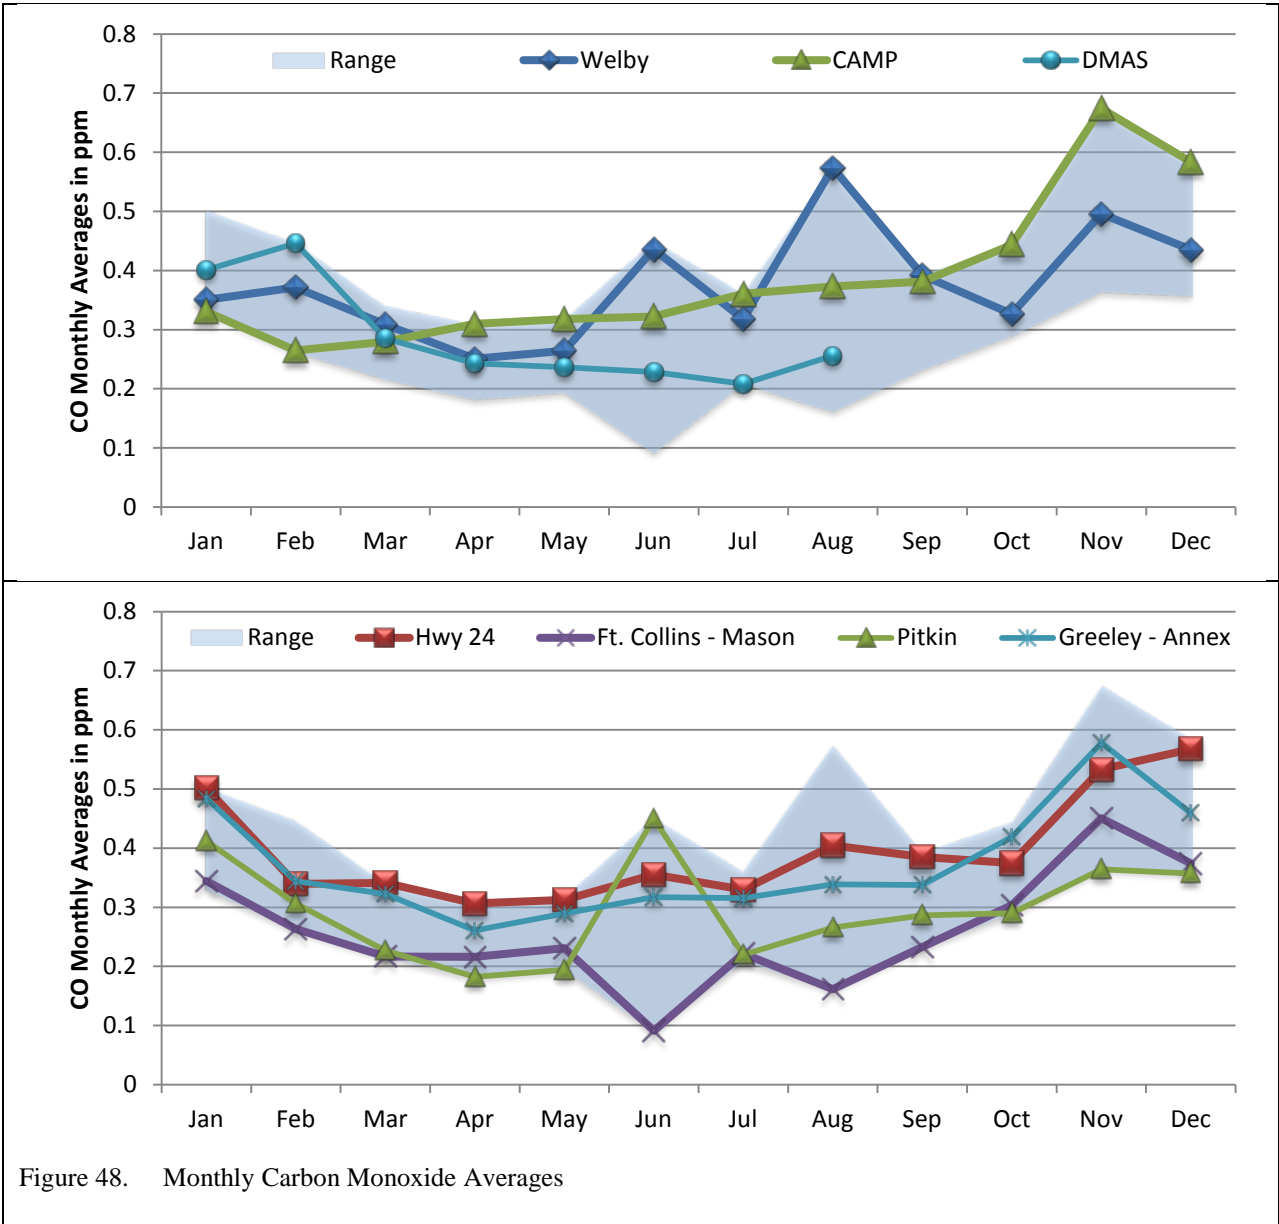 CO Monthly Averages in ppm
Range Welby CAMP DMAS
0.8
0.7
0.6
0.5
0.4
0.3
0.2
0.1
0
Jan Feb Mar Apr May Jun Jul Aug Sep Oct Nov Dec
CO Monthly Averages in ppm
Range Hwy 24 Ft. Collins - Mason Pitkin Greeley - Annex
0.8
0.7
0.6
0.5
0.4
0.3
0.2
0.1
0
Jan Feb Mar Apr May Jun Jul Aug Sep Oct Nov Dec
Figure 48. Monthly Carbon Monoxide Averages